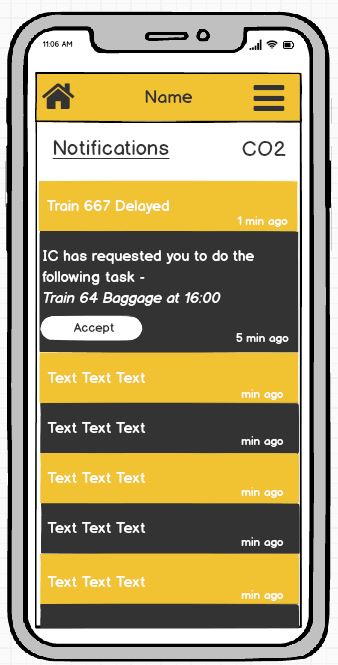 11:06 AM
Name
Notifications
CO2
Train 667 Delayed
1 min ago
IC has requested you to do the
following task -
Train 64 Baggage at 16:00
Accept
5 min ago
Text Text Text
min ago
Text Text Text
min ago
Text Text Text
min ago
Text Text Text
min ago
Text Text Text
min ago